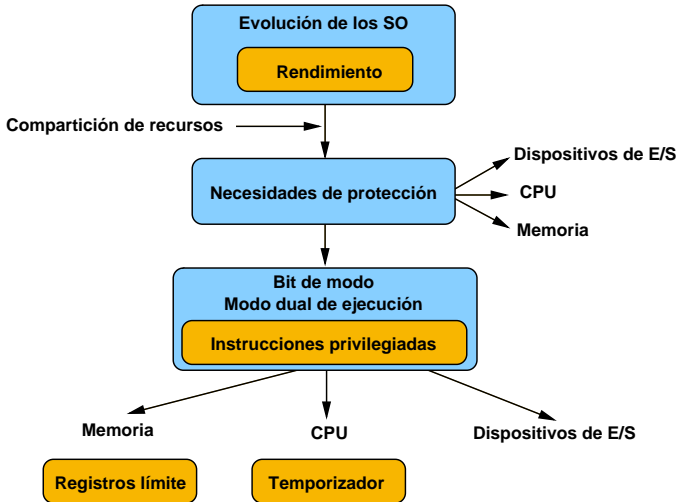 Evolución de los SO
Rendimiento
Compartición de recursos
Dispositivos de E/S
Necesidades de protección
CPU
Memoria
Bit de modo
Modo dual de ejecución
Instrucciones privilegiadas
Memoria
CPU
Dispositivos de E/S
Registros límite
Temporizador